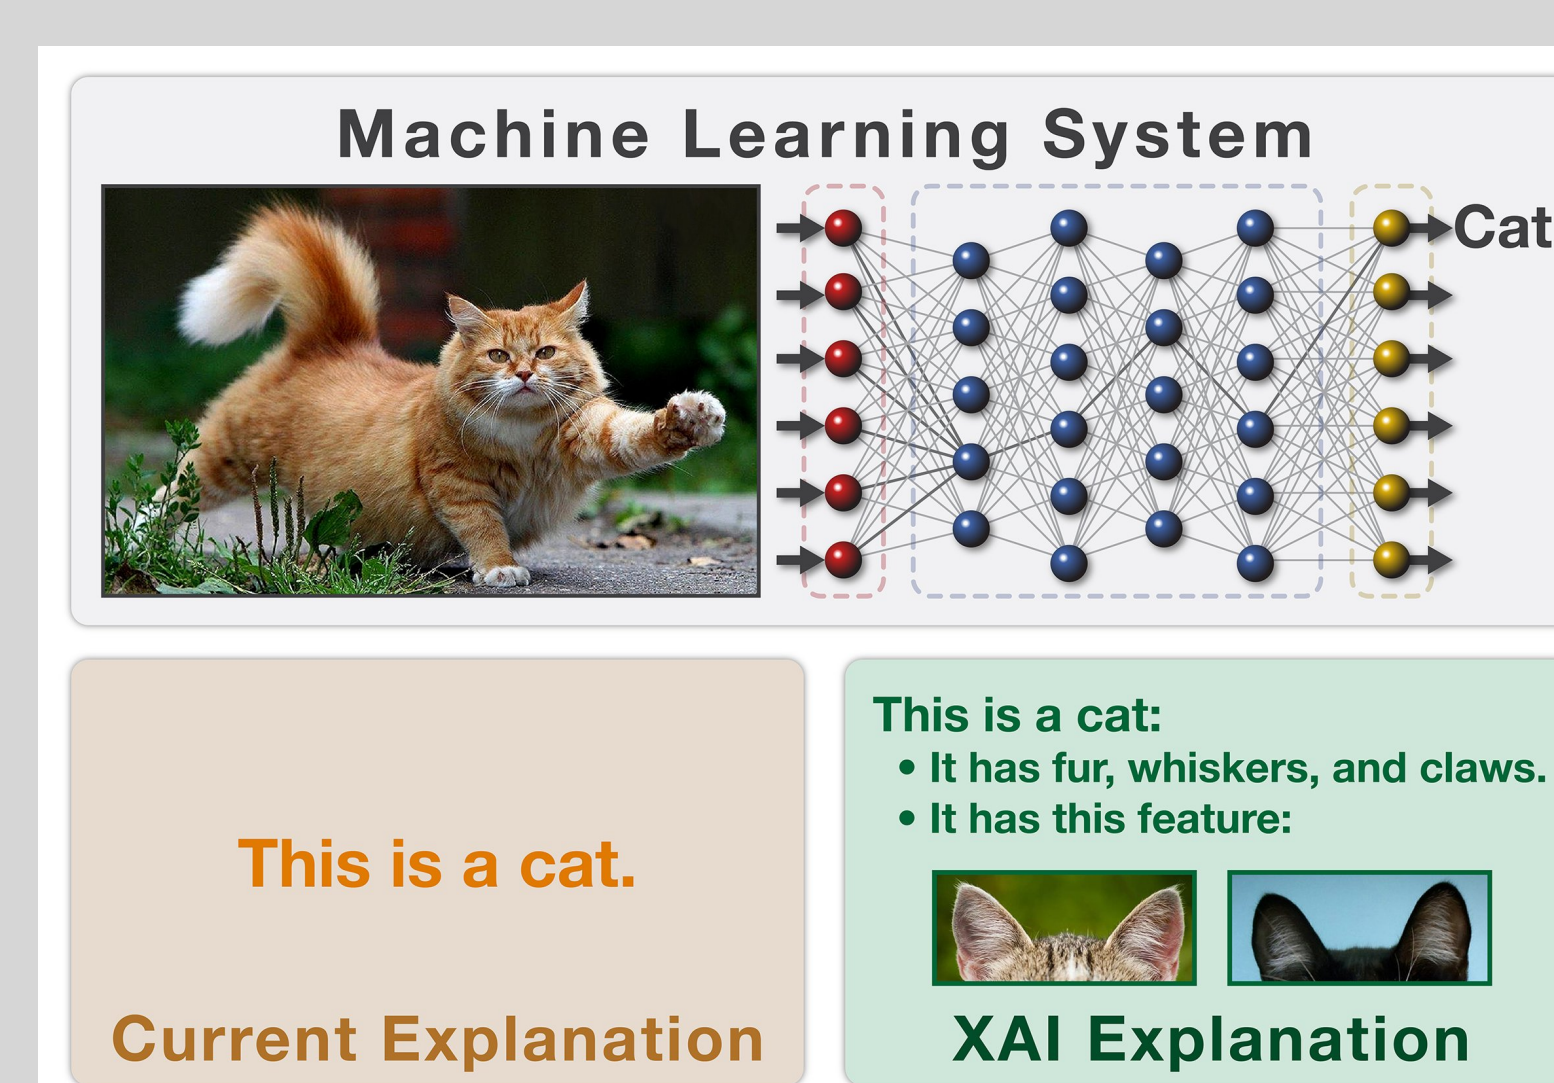 Machine Learning System
Cat
This is a cat.
Current Explanation
This is a cat:
• It has fur, whiskers, and claws.
• It has this feature:
XAI Explanation